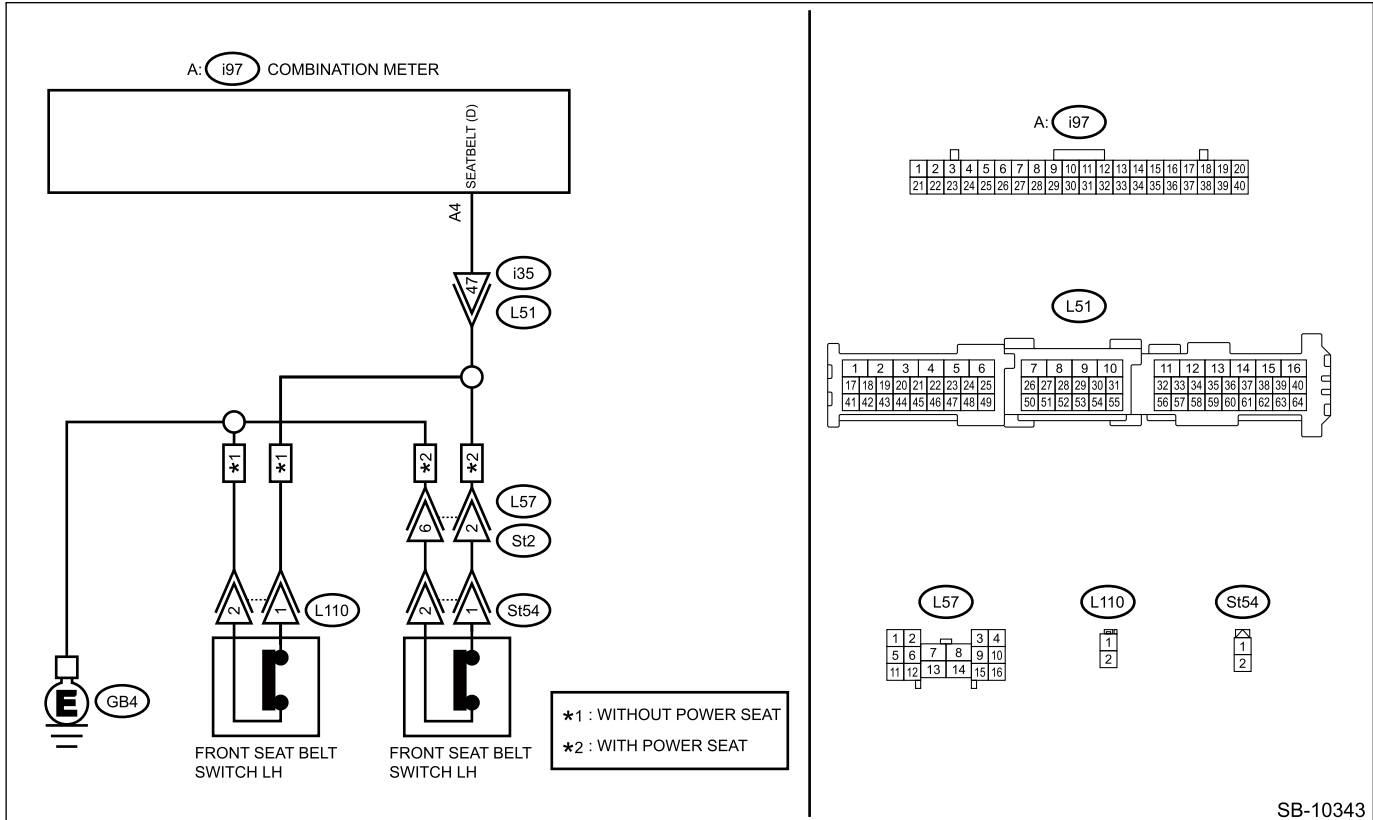 A: i97 COMBINATION METER
SEATBELT (D)
A4
47
i35
L51
*1
*1
*2
*2
6
2
L57
St2
2
1
L110
2
1
St54
E
GB4
FRONT SEAT BELT
SWITCH LH
FRONT SEAT BELT
SWITCH LH
*1 : WITHOUT POWER SEAT
*2 : WITH POWER SEAT
A: i97
1 2 3 4 5 6 7 8 9 10 11 12 13 14 15 16 17 18 19 20
21 22 23 24 25 26 27 28 29 30 31 32 33 34 35 36 37 38 39 40
L51
1 2 3 4 5 6 7 8 9 10 11 12 13 14 15 16
17 18 19 20 21 22 23 24 25 26 27 28 29 30 31 32 33 34 35 36 37 38 39 40
41 42 43 44 45 46 47 48 49 50 51 52 53 54 55 56 57 58 59 60 61 62 63 64
L57
1 2 3 4
5 6 7 8 9 10
11 12 13 14 15 16
L110
1
2
St54
1
2
SB-10343